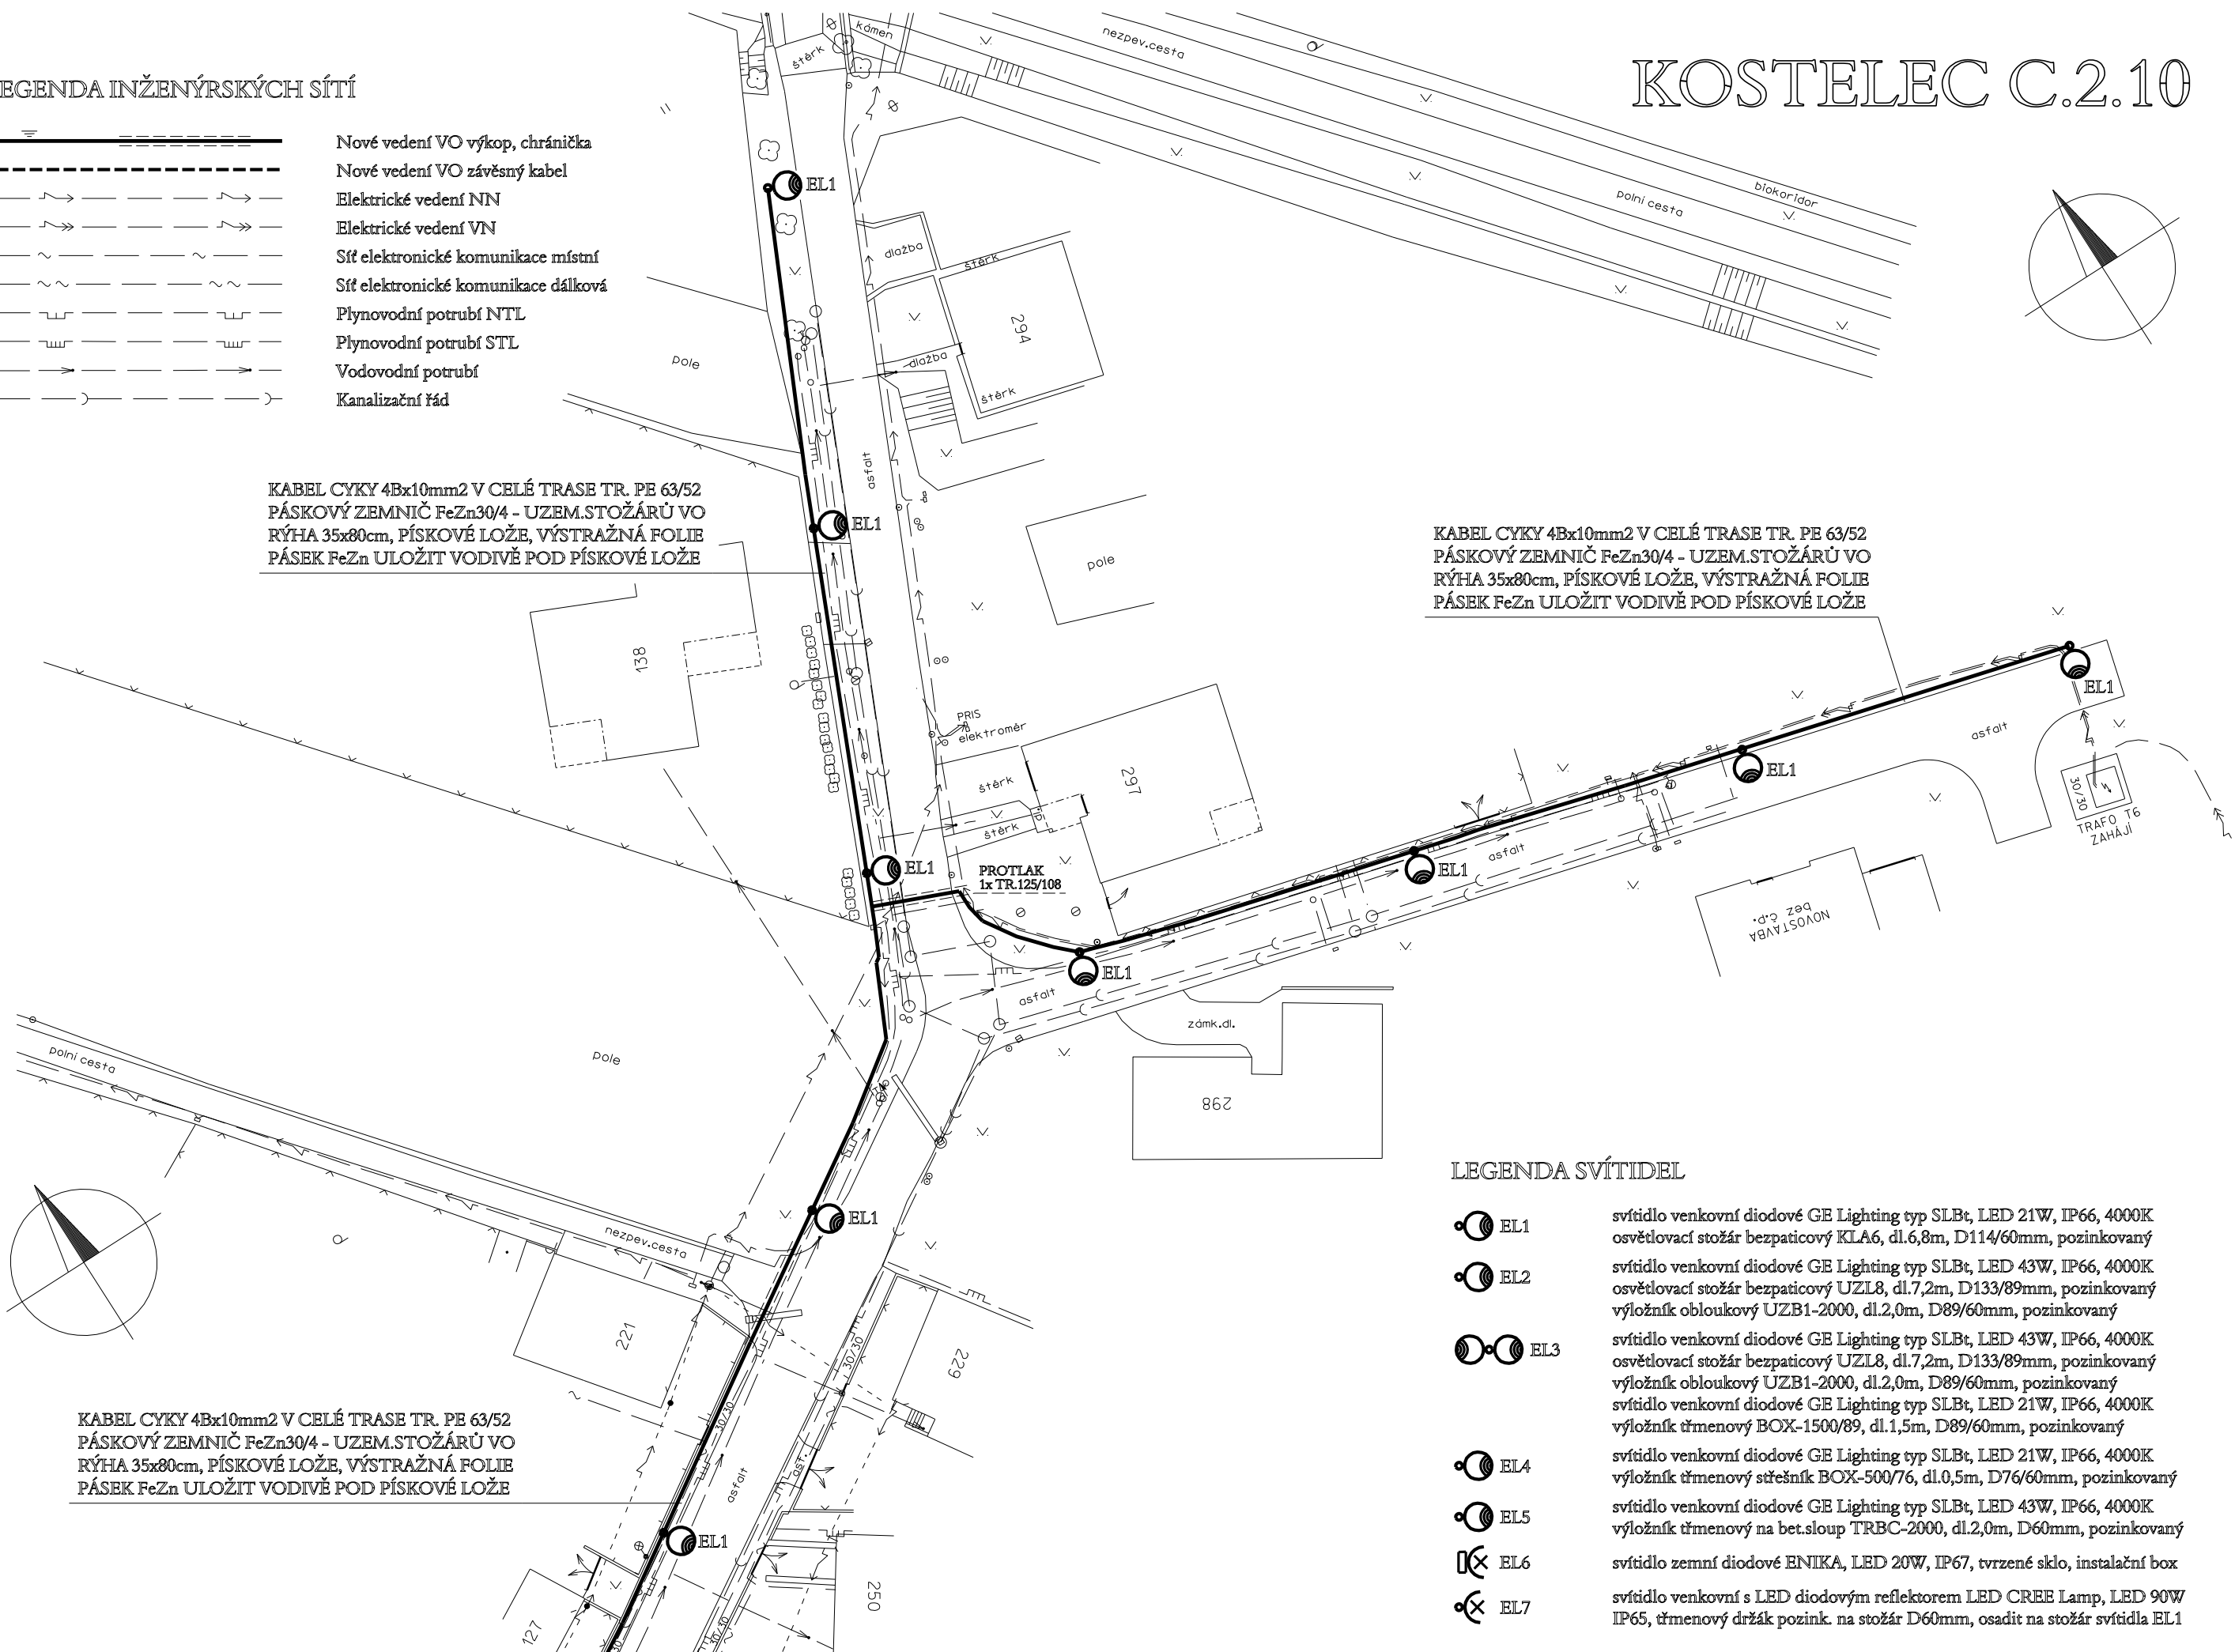 KOSTELEC C.2.10
EGENDA INŽENÝRSKÝCH SÍTÍ
Nové vedení VO výkop, chránička
Nové vedení VO závěsný kabel
Elektrické vedení NN
Elektrické vedení VN
Síť elektronické komunikace místní
Síť elektronické komunikace dálková
Plynovodní potrubí NTL
Plynovodní potrubí STL
Vodovodní potrubí
Kanalizační řád
štěrk
kámen
nezpev.cesta
polní cesta
biokoridor
EL1
dlažba
štěrk
294
dlažba
štěrk
pole
asfalt
KABEL CYKY 4Bx10mm2 V CELÉ TRASE TR. PE 63/52
PÁSKOVÝ ZEMNIČ FeZn30/4 - UZEM.STOŽÁRŮ VO
RÝHA 35x80cm, PÍSKOVÉ LOŽE, VÝSTRAŽNÁ FOLIE
PÁSEK FeZn ULOŽIT VODIVĚ POD PÍSKOVÉ LOŽE
EL1
pole
KABEL CYKY 4Bx10mm2 V CELÉ TRASE TR. PE 63/52
PÁSKOVÝ ZEMNIČ FeZn30/4 - UZEM.STOŽÁRŮ VO
RÝHA 35x80cm, PÍSKOVÉ LOŽE, VÝSTRAŽNÁ FOLIE
PÁSEK FeZn ULOŽIT VODIVĚ POD PÍSKOVÉ LOŽE
138
EL1
PRIS
elektroměr
asfalt
štěrk
297
EL1
30/30
TRAFO T6
ZAHÁJÍ
štěrk
dl.
EL1
PROTLAK
1x TR.125/108
EL1
asfalt
NOVOSTAVBA
bez č.p.
EL1
asfalt
zámk.dl.
298
polní cesta
pole
EL1
nezpev.cesta
221
30/30
229
30/30
asfalt
EL1
250
127
30/30
KABEL CYKY 4Bx10mm2 V CELÉ TRASE TR. PE 63/52
PÁSKOVÝ ZEMNIČ FeZn30/4 - UZEM.STOŽÁRŮ VO
RÝHA 35x80cm, PÍSKOVÉ LOŽE, VÝSTRAŽNÁ FOLIE
PÁSEK FeZn ULOŽIT VODIVĚ POD PÍSKOVÉ LOŽE
LEGENDA SVÍTIDEL
EL1 svítidlo venkovní diodové GE Lighting typ SLBt, LED 21W, IP66, 4000K
osvětlovací stožár bezpaticový KLA6, dl.6,8m, D114/60mm, pozinkovaný
EL2 svítidlo venkovní diodové GE Lighting typ SLBt, LED 43W, IP66, 4000K
osvětlovací stožár bezpaticový UZL8, dl.7,2m, D133/89mm, pozinkovaný
výložník obloukový UZB1-2000, dl.2,0m, D89/60mm, pozinkovaný
EL3 svítidlo venkovní diodové GE Lighting typ SLBt, LED 43W, IP66, 4000K
osvětlovací stožár bezpaticový UZL8, dl.7,2m, D133/89mm, pozinkovaný
výložník obloukový UZB1-2000, dl.2,0m, D89/60mm, pozinkovaný
svítidlo venkovní diodové GE Lighting typ SLBt, LED 21W, IP66, 4000K
výložník třmenový BOX-1500/89, dl.1,5m, D89/60mm, pozinkovaný
EL4 svítidlo venkovní diodové GE Lighting typ SLBt, LED 21W, IP66, 4000K
výložník třmenový střešník BOX-500/76, dl.0,5m, D76/60mm, pozinkovaný
EL5 svítidlo venkovní diodové GE Lighting typ SLBt, LED 43W, IP66, 4000K
výložník třmenový na bet.sloup TRBC-2000, dl.2,0m, D60mm, pozinkovaný
EL6 svítidlo zemní diodové ENIKA, LED 20W, IP67, tvrzené sklo, instalační box
EL7 svítidlo venkovní s LED diodovým reflektorem LED CREE Lamp, LED 90W
IP65, třmenový držák pozink. na stožár D60mm, osadit na stožár svítidla EL1